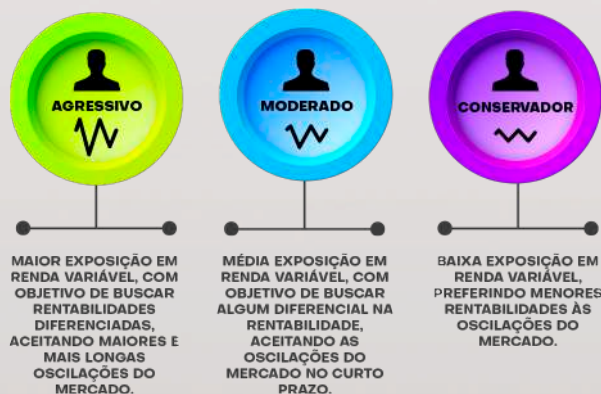 AGRESSIVO
MAIOR EXPOSIÇÃO EM
RENDA VARIÁVEL, COM
OBJETIVO DE BUSCAR
RENTABILIDADES
DIFERENCIADAS,
ACEITANDO MAIORES E
MAIS LONGAS
OSCILAÇÕES DO
MERCADO.
MODERADO
MÉDIA EXPOSIÇÃO EM
RENDA VARIÁVEL, COM
OBJETIVO DE BUSCAR
ALGUM DIFERENCIAL NA
RENTABILIDADE,
ACEITANDO AS
OSCILAÇÕES DO
MERCADO NO CURTO
PRAZO.
CONSERVADOR
BAIXA EXPOSIÇÃO EM
RENDA VARIÁVEL,
PREFERINDO MENORES
RENTABILIDADES ÀS
OSCILAÇÕES DO
MERCADO.